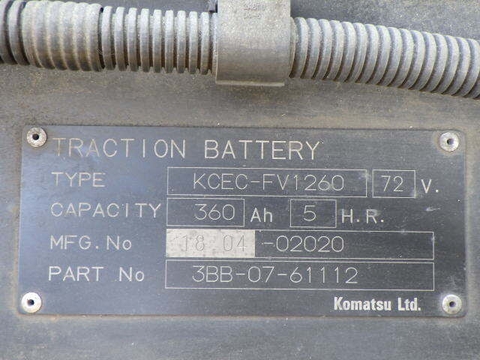 TRACTION BATTERY
TYPE KCEC-FV1260 72 V.
CAPACITY 360 Ah 5 H.R.
MFG.No J8 04 -02020
PART No 3BB-07-61112
Komatsu Ltd.